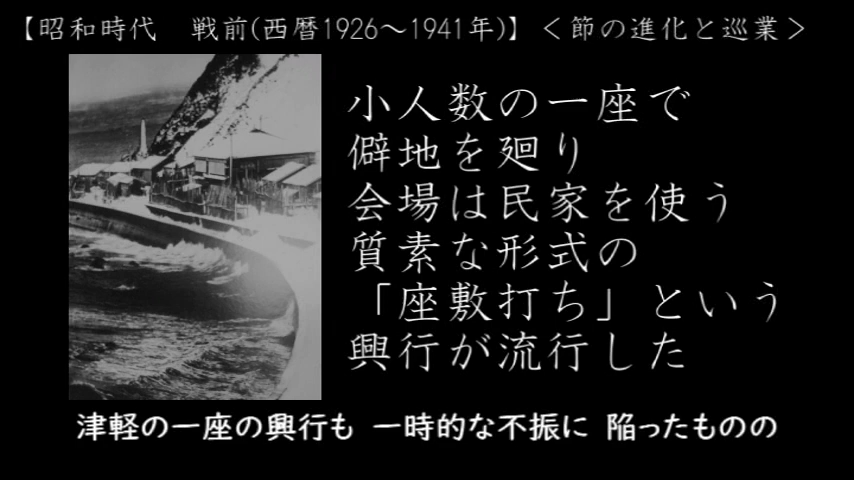 【昭和時代　戦前(西暦1926〜1941年)】＜節の進化と巡業＞
小人数の一座で
僻地を廻り
会場は民家を使う
質素な形式の
「座敷打ち」という
興行が流行した
津軽の一座の興行も 一時的な不振に 陥ったものの